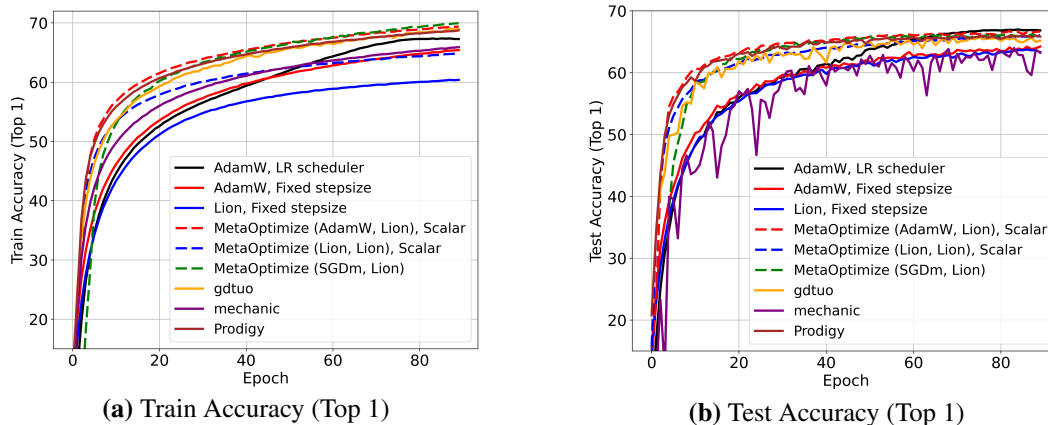 70
60
50
40
30
20
Train Accuracy (Top 1)
AdamW, LR scheduler
AdamW, Fixed stepsize
Lion, Fixed stepsize
MetaOptimize (AdamW, Lion), Scalar
MetaOptimize (Lion, Lion), Scalar
MetaOptimize (SGDm, Lion)
gdtuo
mechanic
Prodigy
0 20 40 60 80
Epoch
(a) Train Accuracy (Top 1)
70
60
50
40
30
20
Test Accuracy (Top 1)
AdamW, LR scheduler
AdamW, Fixed stepsize
Lion, Fixed stepsize
MetaOptimize (AdamW, Lion), Scalar
MetaOptimize (Lion, Lion), Scalar
MetaOptimize (SGDm, Lion)
gdtuo
mechanic
Prodigy
0 20 40 60 80
Epoch
(b) Test Accuracy (Top 1)